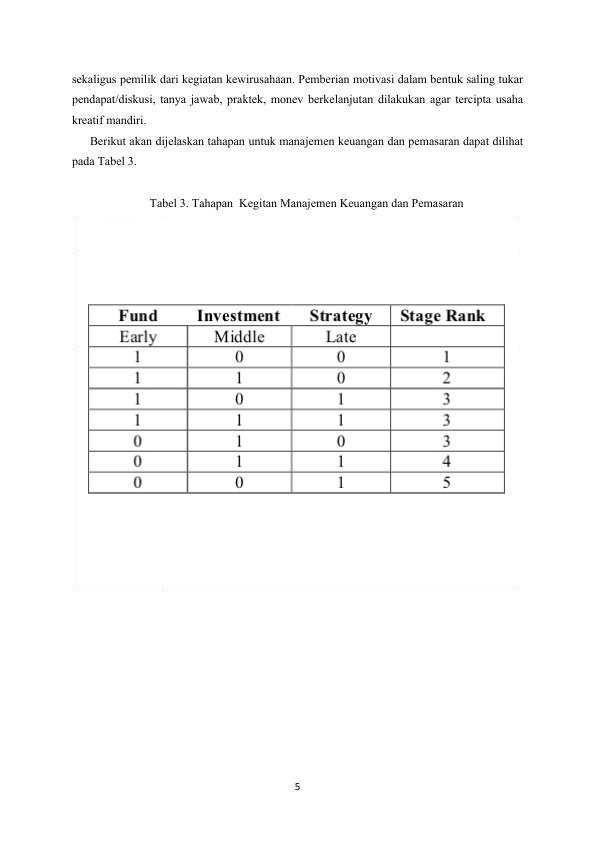 sekaligus pemilik dari kegiatan kewirusahaan. Pemberian motivasi dalam bentuk saling tukar
pendapat/diskusi, tanya jawab, praktek, monev berkelanjutan dilakukan agar tercipta usaha
kreatif mandiri.
Berikut akan dijelaskan tahapan untuk manajemen keuangan dan pemasaran dapat dilihat
pada Tabel 3.
Tabel 3. Tahapan Kegitan Manajemen Keuangan dan Pemasaran
Fund Investment Strategy Stage Rank
Early Middle Late
1 0 0 1
1 1 0 2
1 0 1 3
1 1 1 3
0 1 0 3
0 1 1 4
0 0 1 5
5